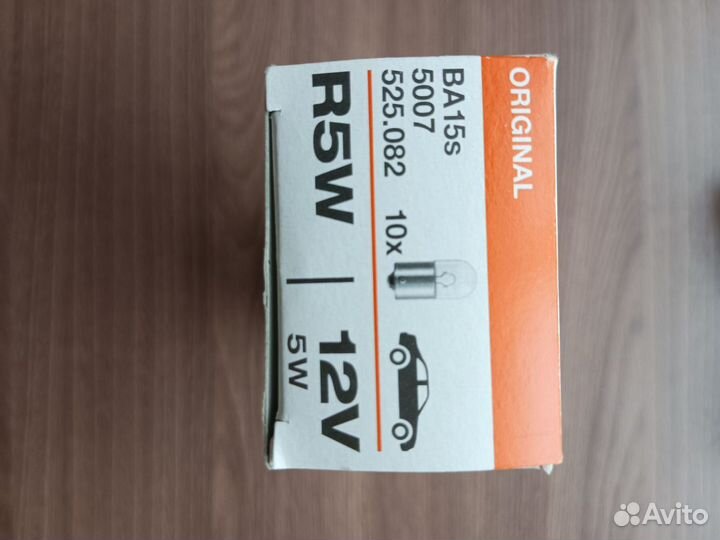 ORIGINAL
BA15s
5007
525.082 10x
R5W | 12V
5W
Avito